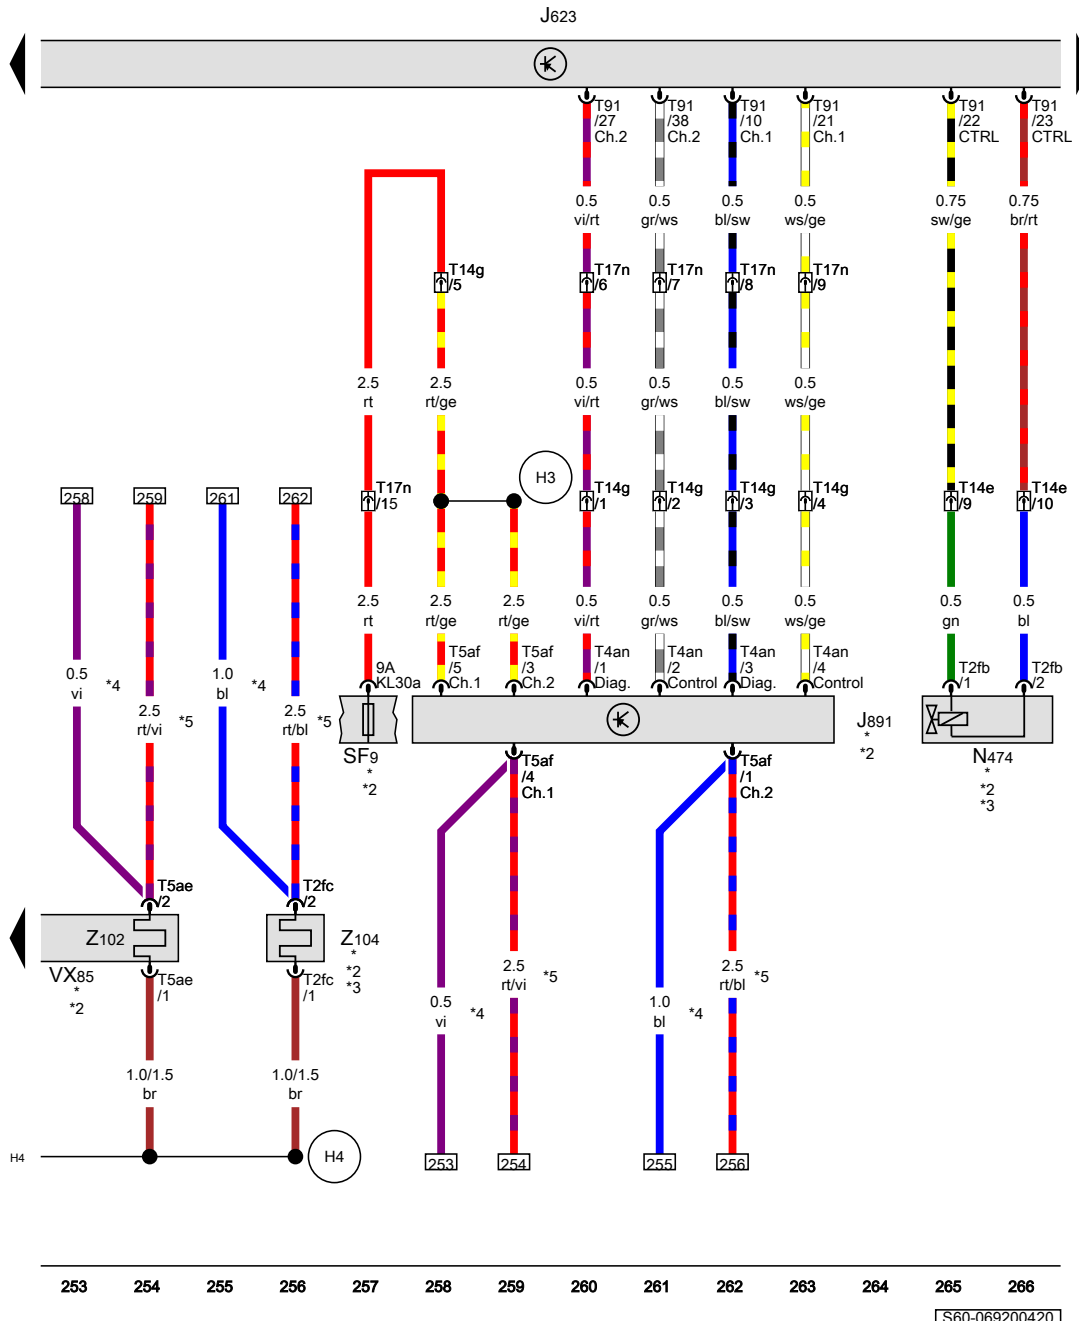 J623
T91 /27 Ch.2
T91 /38 Ch.2
T91 /10 Ch.1
T91 /21 Ch.1
T91 /22 CTRL
T91 /23 CTRL
0.5 vi/rt
0.5 gr/ws
0.5 bl/sw
0.5 ws/ge
0.75 sw/ge
0.75 br/rt
T14g /5
T17n /6
T17n /7
T17n /8
T17n /9
2.5 rt
2.5 rt/ge
0.5 vi/rt
0.5 gr/ws
0.5 bl/sw
0.5 ws/ge
H3
258
259
261
262
T17n /15
T14g /1
T14g /2
T14g /3
T14g /4
T14e /9
T14e /10
2.5 rt
2.5 rt/ge
2.5 rt/ge
0.5 vi/rt
0.5 gr/ws
0.5 bl/sw
0.5 ws/ge
0.5 gn
0.5 bl
0.5 vi
*4
2.5 rt/vi
*5
1.0 bl
*4
2.5 rt/bl
*5
9A KL30a
T5af /5 Ch.1
T5af /3 Ch.2
T4an /1 Diag.
T4an /2 Control
T4an /3 Diag.
T4an /4 Control
T2fb /1
T2fb /2
SF9
*
*2
J891
*
*2
N474
*
*2
*3
T5af /4 Ch.1
T5af /1 Ch.2
T5ae /2
T2fc /2
Z102
Z104
*
*2
*3
VX85
*
*2
T5ae /1
T2fc /1
0.5 vi
*4
2.5 rt/vi
*5
1.0 bl
*4
2.5 rt/bl
*5
1.0/1.5 br
1.0/1.5 br
H4
H4
253
254
255
256
253 254 255 256 257 258 259 260 261 262 263 264 265 266
S60-069200420